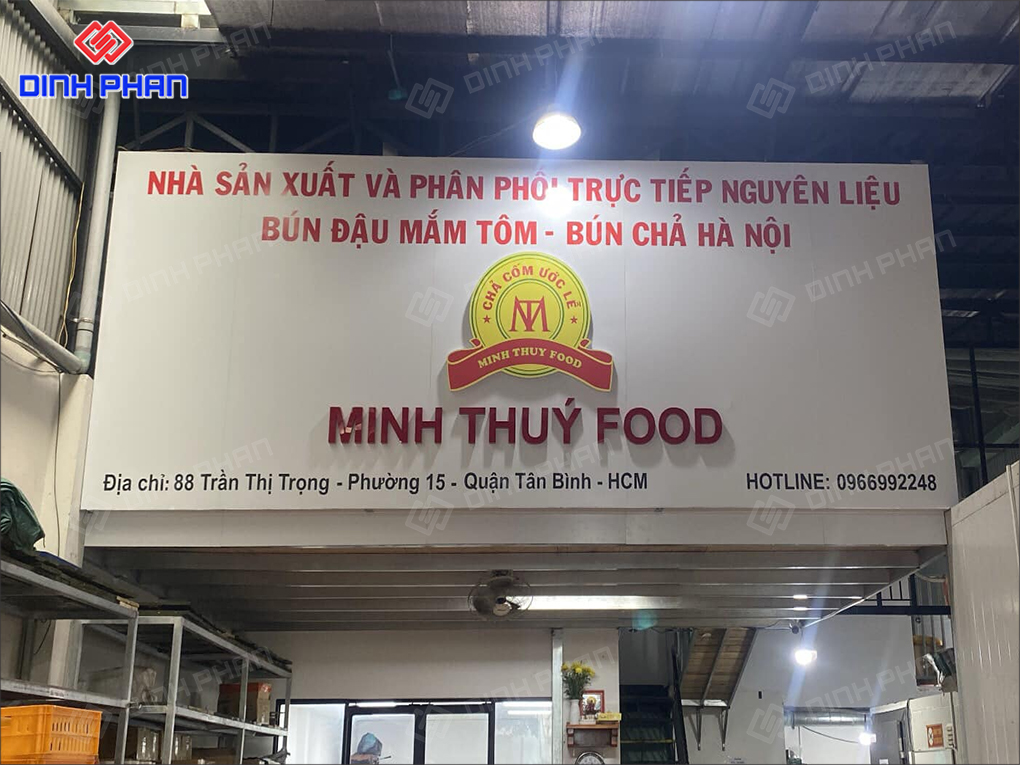 DINH PHAN
NHÀ SẢN XUẤT VÀ PHÂN PHỐI TRỰC TIẾP NGUYÊN LIỆU
BÚN ĐẬU MẮM TÔM - BÚN CHẢ HÀ NỘI
CHẢ CỐM ƯỚC LỄ
MT
MINH THUY FOOD
MINH THUÝ FOOD
Địa chỉ: 88 Trần Thị Trọng - Phường 15 - Quận Tân Bình - HCM
HOTLINE: 0966992248